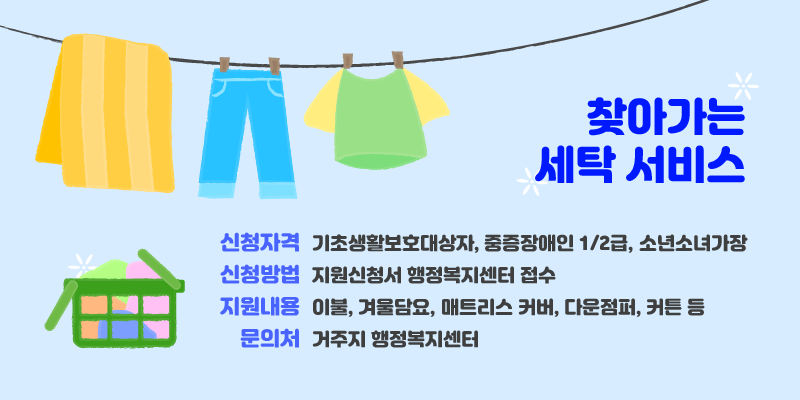 찾아가는
세탁 서비스
신청자격 기초생활보호대상자, 중증장애인 1/2급, 소년소녀가장
신청방법 지원신청서 행정복지센터 접수
지원내용 이불, 겨울담요, 매트리스 커버, 다운점퍼, 커튼 등
문의처 거주지 행정복지센터